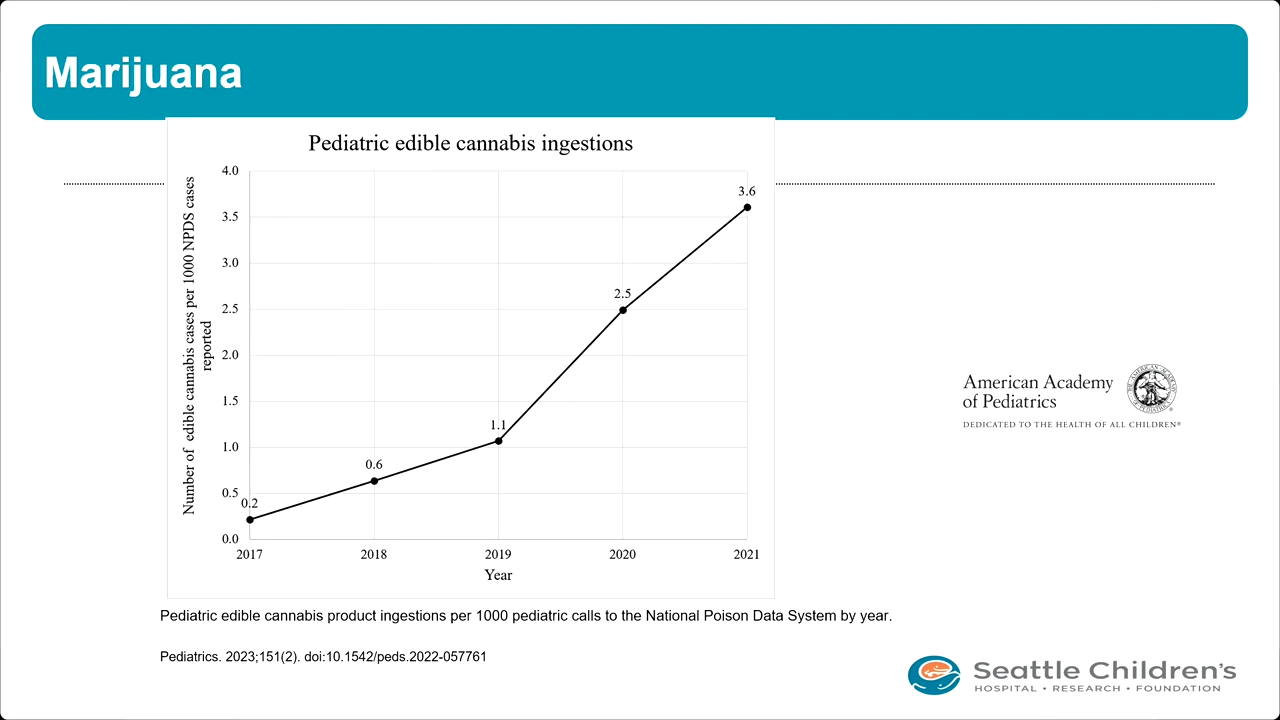 Marijuana
Pediatric edible cannabis ingestions
Number of edible cannabis cases per 1000 NPDS cases
reported
4.0
3.5
3.0
2.5
2.0
1.5
1.0
0.5
0.0
0.2
0.6
1.1
2.5
3.6
2017 2018 2019 2020 2021
Year
American Academy
of Pediatrics
DEDICATED TO THE HEALTH OF ALL CHILDREN®
Pediatric edible cannabis product ingestions per 1000 pediatric calls to the National Poison Data System by year.
Pediatrics. 2023;151(2). doi:10.1542/peds.2022-057761
Seattle Children's
HOSPITAL • RESEARCH • FOUNDATION